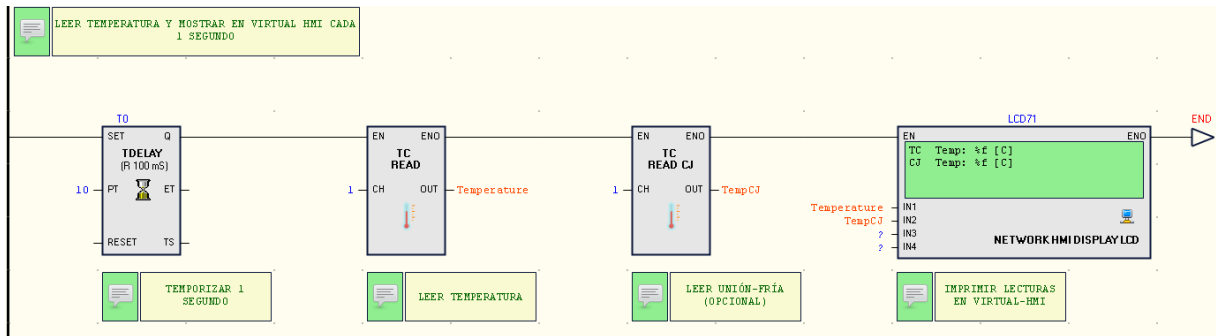 LEER TEMPERATURA Y MOSTRAR EN VIRTUAL HMI CADA
1 SEGUNDO
T0
SET Q
TDELAY
(R 100 mS)
10 PT ET
RESET TS
TEMPORIZAR 1
SEGUNDO
EN ENO
TC
READ
1 CH OUT Temperature
LEER TEMPERATURA
EN ENO
TC
READ CJ
1 CH OUT TempCJ
LEER UNIÓN-FRÍA
(OPCIONAL)
LCD71
EN ENO
TC Temp: %f [C]
CJ Temp: %f [C]
Temperature IN1
TempCJ IN2
? IN3
? IN4
NETWORK HMI DISPLAY LCD
IMPRIMIR LECTURAS
EN VIRTUAL-HMI
END